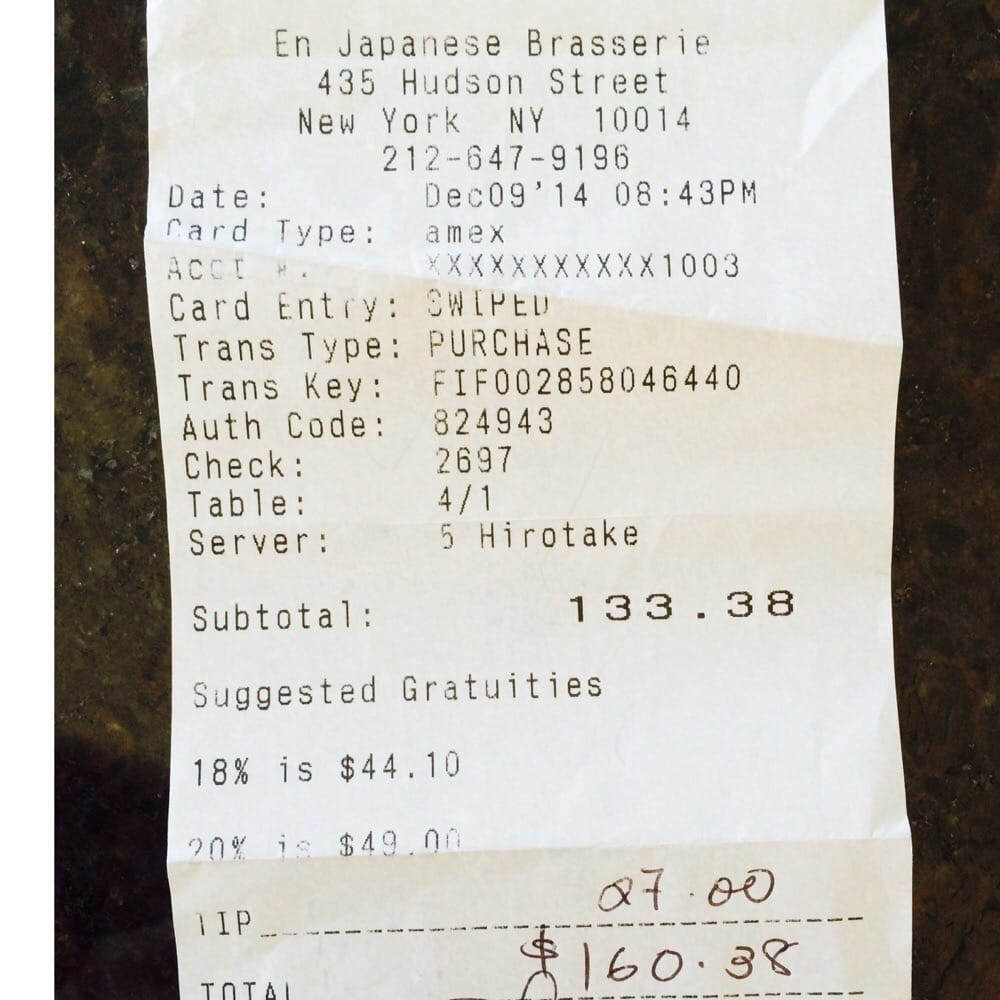 En Japanese Brasserie
435 Hudson Street
New York NY 10014
212-647-9196
Date: Dec09'14 08:43PM
Card Type: amex
Acct #: XXXXXXXXXXX1003
Card Entry: SWIPED
Trans Type: PURCHASE
Trans Key: FIF002858046440
Auth Code: 824943
Check: 2697
Table: 4/1
Server: 5 Hirotake
Subtotal: 133.38
Suggested Gratuities
18% is $44.10
20% is $49.00
TIP 27.00
TOTAL $160.38